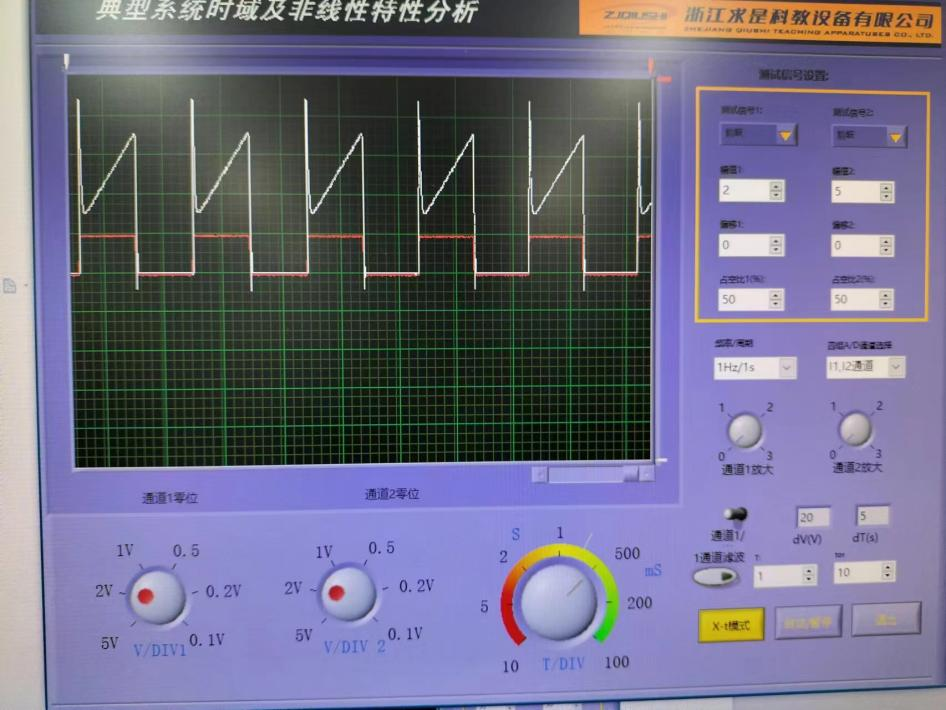 典型系统时域及非线性特性分析
ZJQIUSHI
浙江求是科教设备有限公司
ZHEJIANG QIUSHI TEACHING APPARATUSES CO., LTD.
测试信号设置:
测试信号1:
测试信号2:
阶跃
阶跃
幅值1:
幅值2:
2
5
偏移1:
偏移2:
0
0
占空比1(%):
占空比2(%):
50
50
频率/周期
四组A/D通道选择
1Hz/1s
I1,I2通道
1 2
0 3
通道1放大
1 2
0 3
通道2放大
通道1零位
通道2零位
20
5
通道1/
dV(V)
dT(s)
1通道滤波
1
10
X-t模式
退出
1V 0.5
2V 0.2V
5V 0.1V
V/DIV1
1V 0.5
2V 0.2V
5V 0.1V
V/DIV 2
S 1
2 500
mS
5 200
10 T/DIV 100